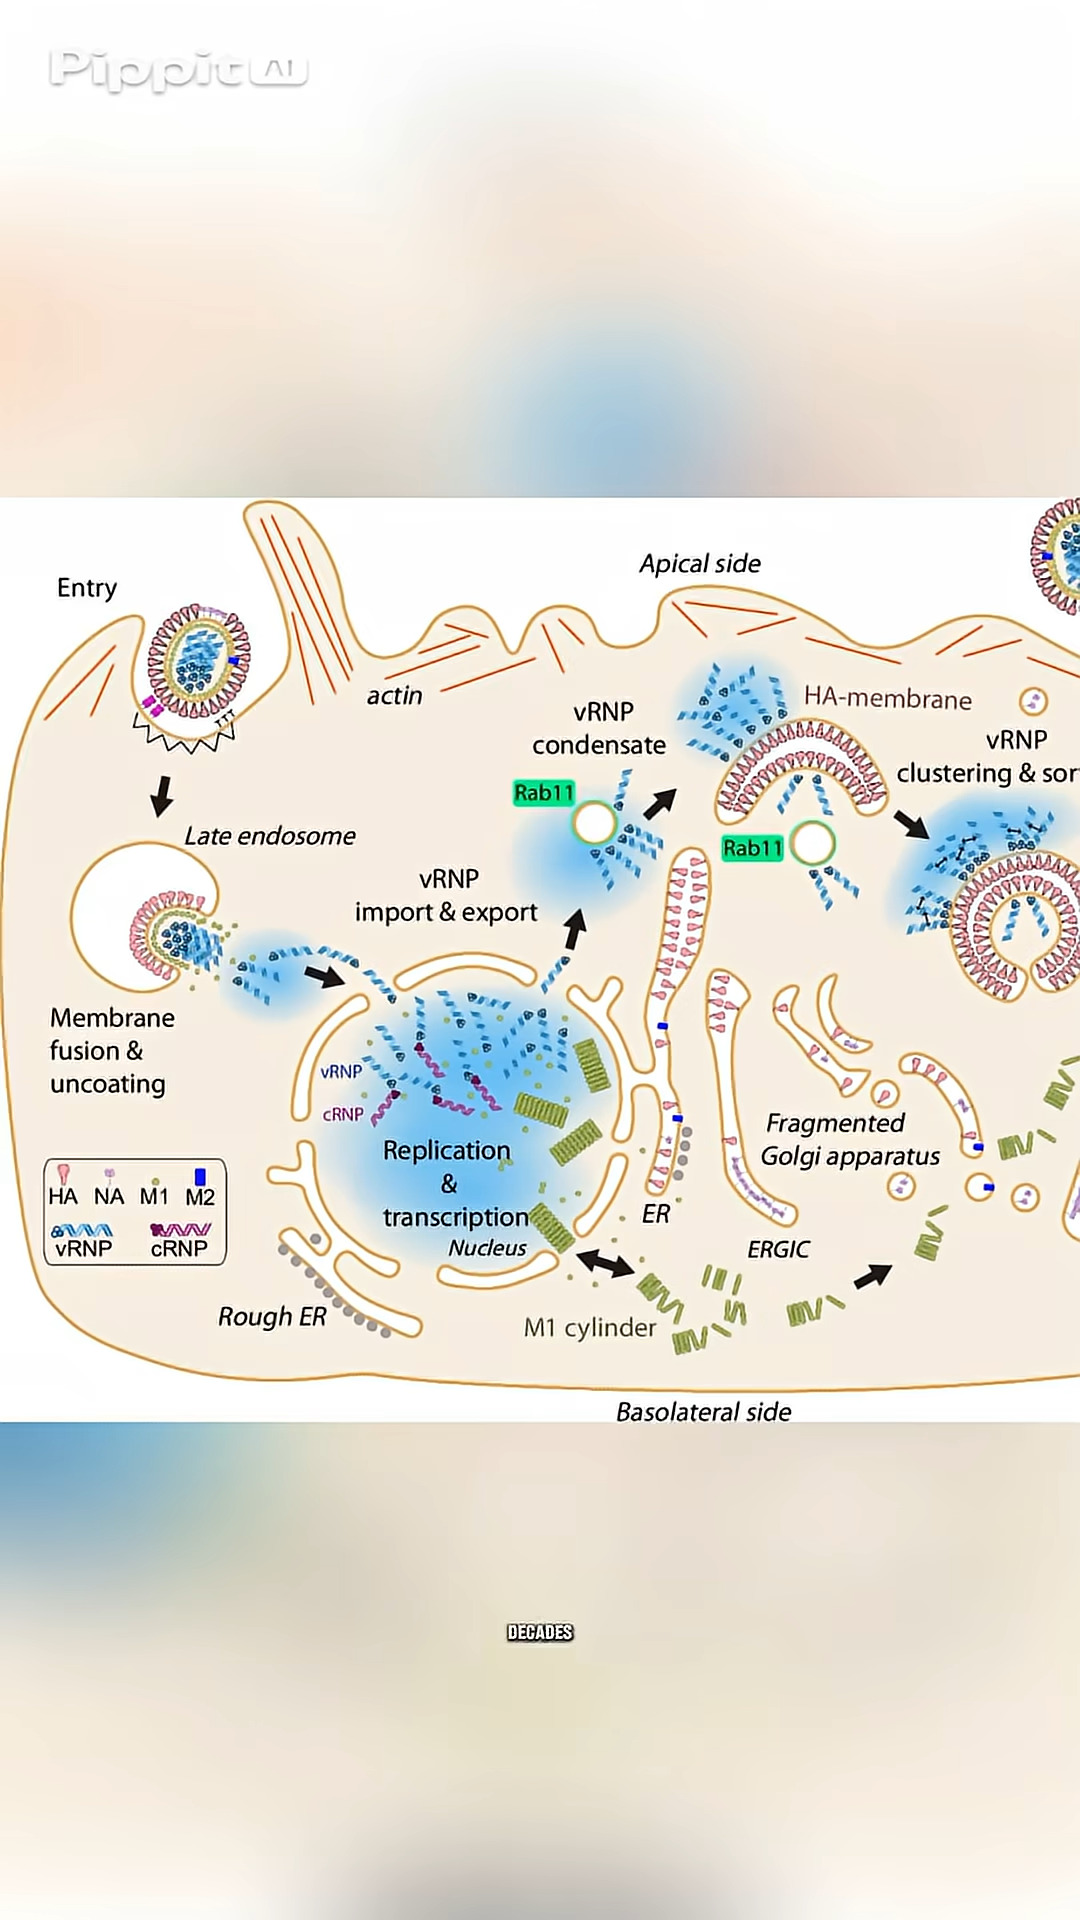 Pippit AI
Apical side
Entry
actin
HA-membrane
vRNP
condensate
vRNP
clustering & sor
Rab11
Rab11
Late endosome
vRNP
import & export
Membrane
fusion &
uncoating
vRNP
cRNP
Replication
&
transcription
Nucleus
Fragmented
Golgi apparatus
HA NA M1 M2
vRNP cRNP
ER
ERGIC
Rough ER
M1 cylinder
Basolateral side
DECADES